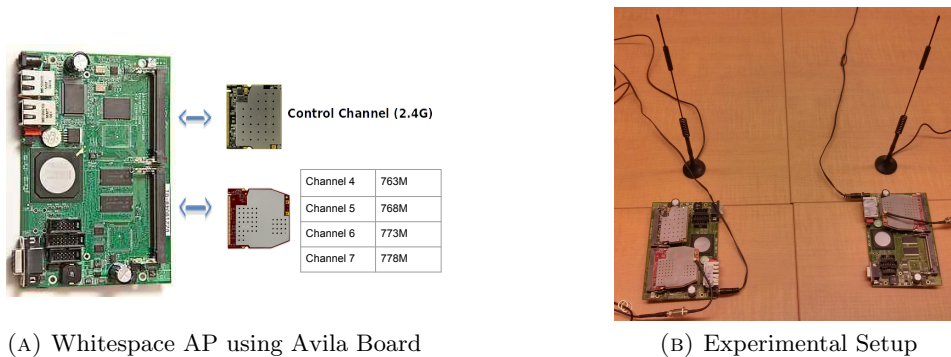 Control Channel (2.4G)
Channel 4 763M
Channel 5 768M
Channel 6 773M
Channel 7 778M
(A) Whitespace AP using Avila Board
(B) Experimental Setup